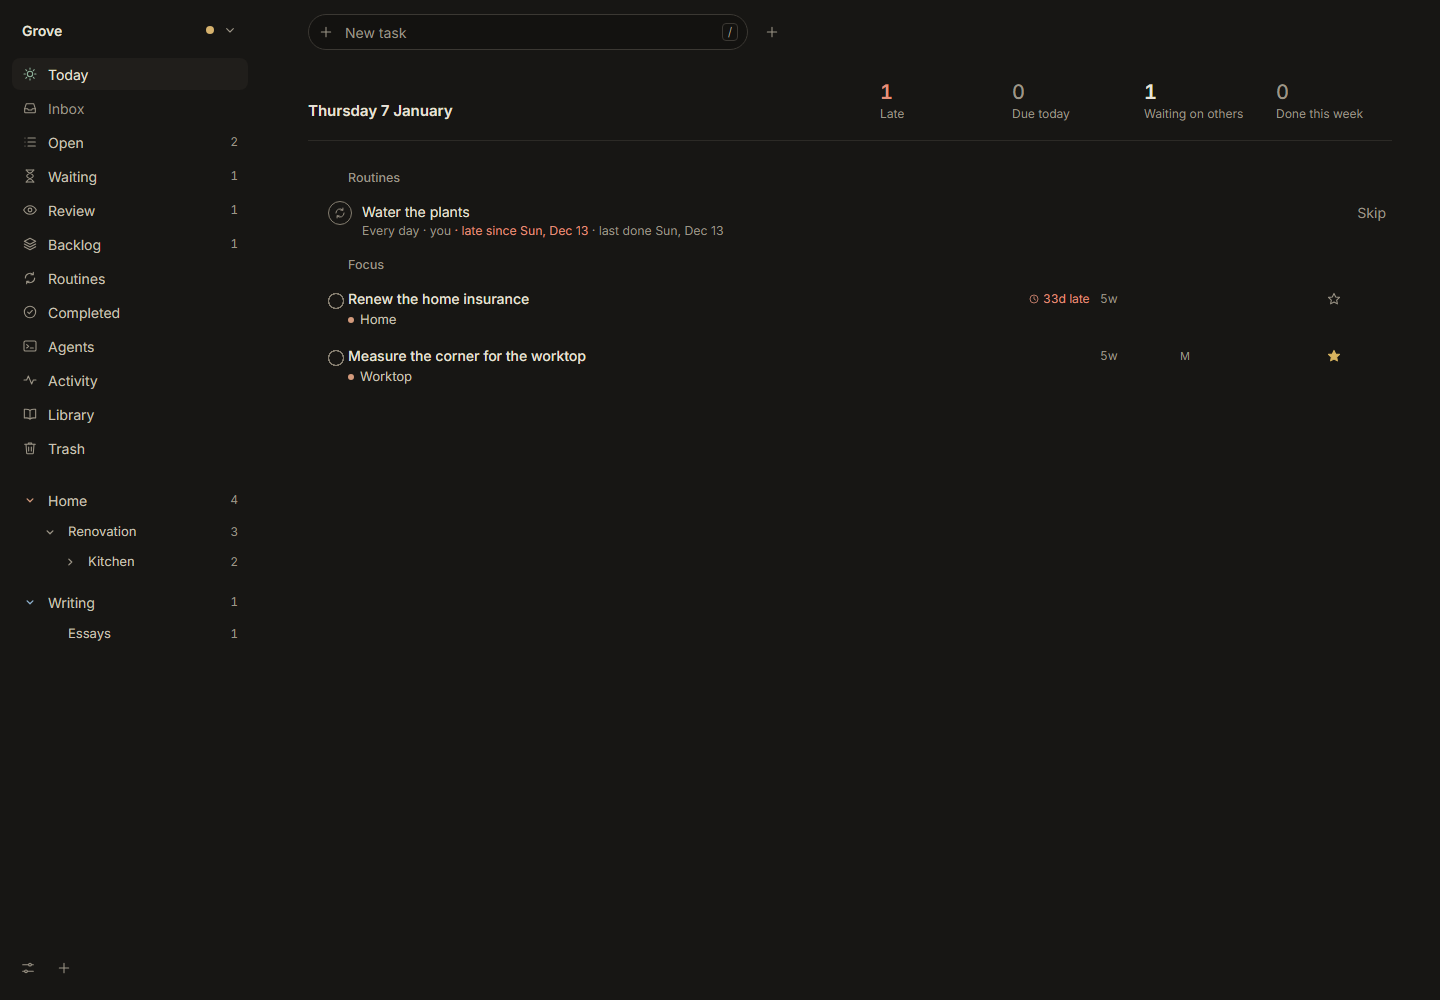 Grove
New task
/
Today
Inbox
Open 2
Waiting 1
Review 1
Backlog 1
Routines
Completed
Agents
Activity
Library
Trash
Home 4
Renovation 3
Kitchen 2
Writing 1
Essays 1
Thursday 7 January
1 Late
0 Due today
1 Waiting on others
0 Done this week
Routines
Water the plants Skip
Every day · you · late since Sun, Dec 13 · last done Sun, Dec 13
Focus
Renew the home insurance 33d late 5w
Home
Measure the corner for the worktop 5w M
Worktop